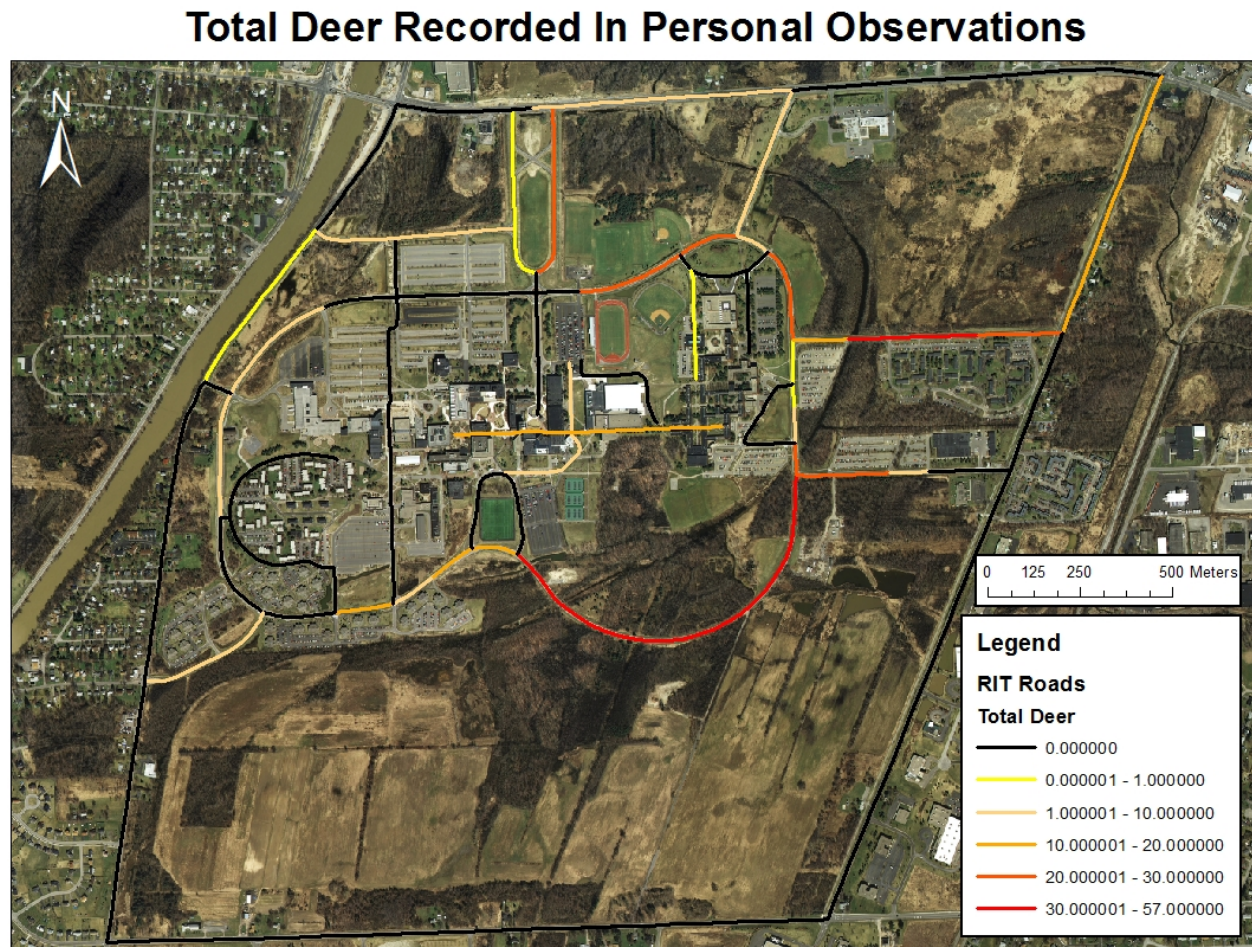 Total Deer Recorded In Personal Observations
N
0 125 250 500 Meters
Legend
RIT Roads
Total Deer
0.000000
0.000001 - 1.000000
1.000001 - 10.000000
10.000001 - 20.000000
20.000001 - 30.000000
30.000001 - 57.000000